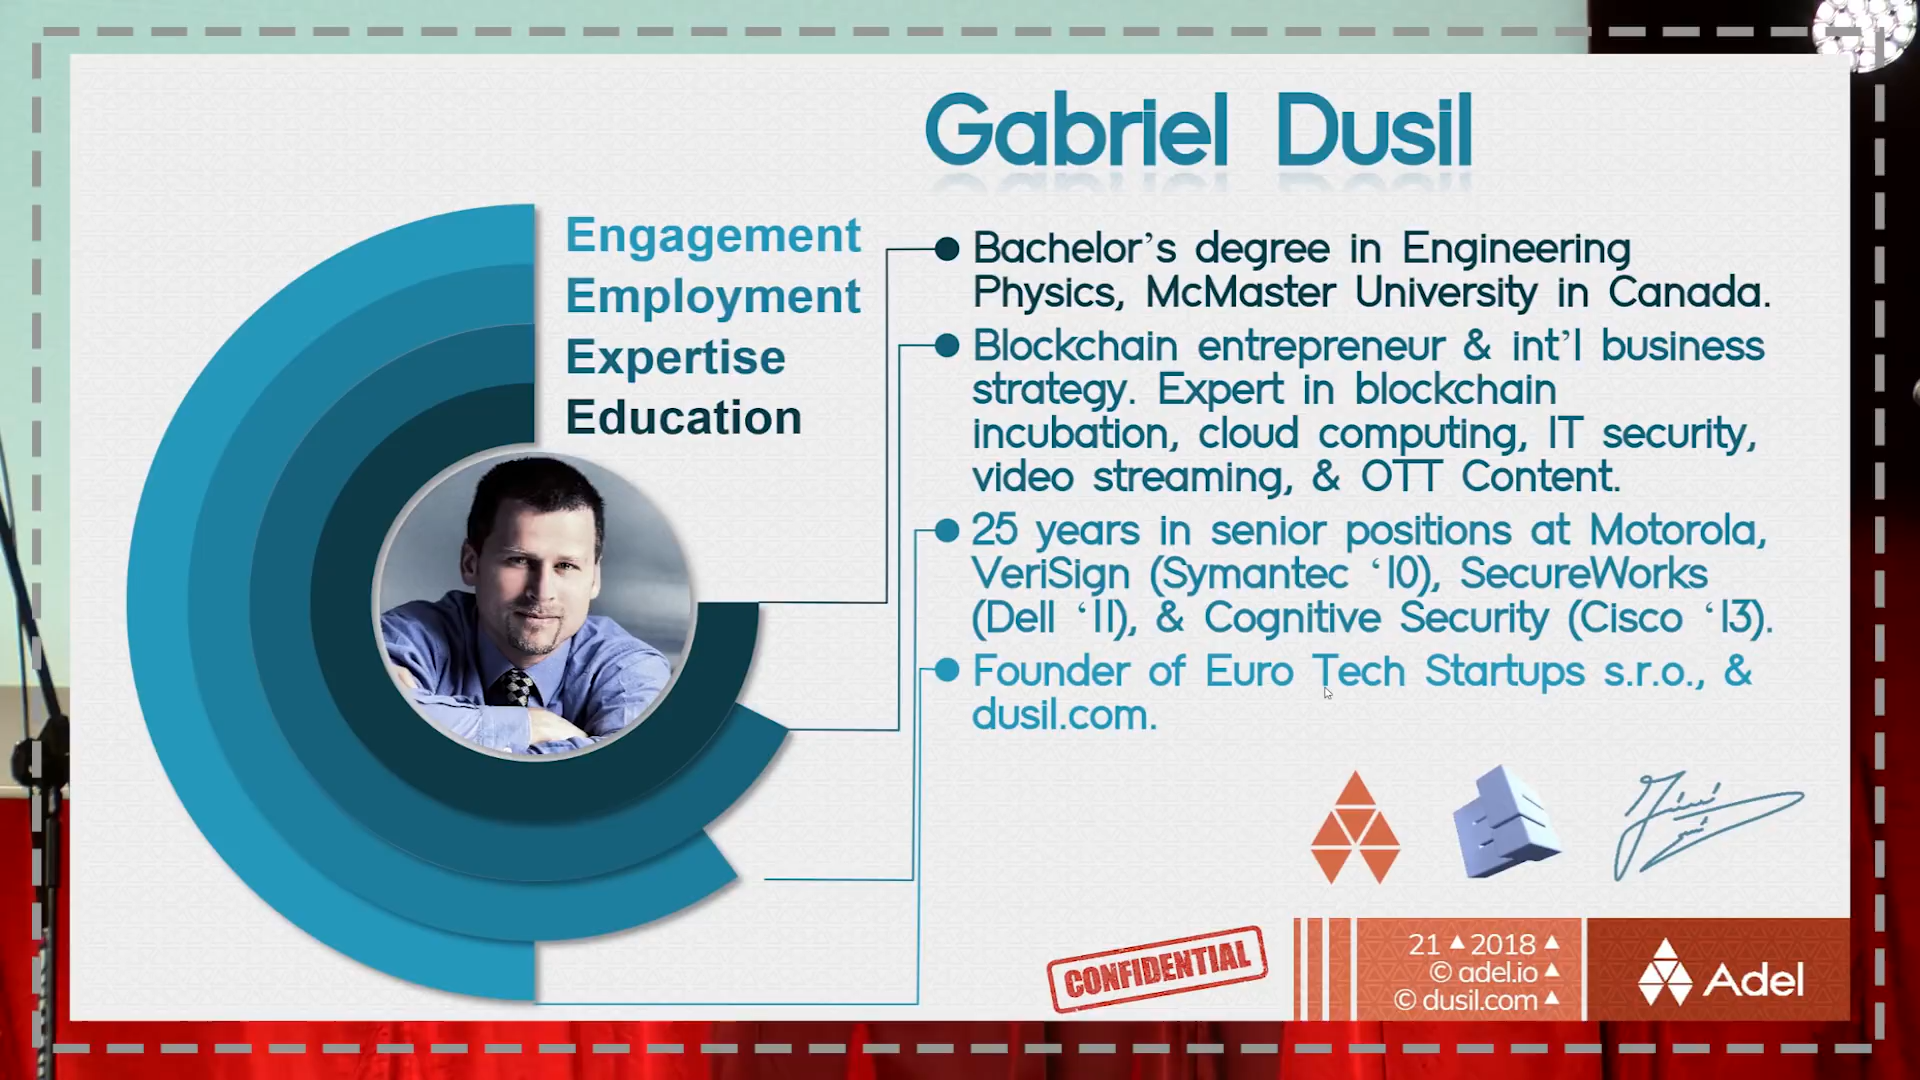 Gabriel Dusil
Engagement
Employment
Expertise
Education
Bachelor’s degree in Engineering
Physics, McMaster University in Canada.
Blockchain entrepreneur & int’l business
strategy. Expert in blockchain
incubation, cloud computing, IT security,
video streaming, & OTT Content.
25 years in senior positions at Motorola,
VeriSign (Symantec ‘10), SecureWorks
(Dell ‘11), & Cognitive Security (Cisco ‘13).
Founder of Euro Tech Startups s.r.o., &
dusil.com.
CONFIDENTIAL
21 ▲ 2018 ▲
© adel.io ▲
© dusil.com ▲
Adel